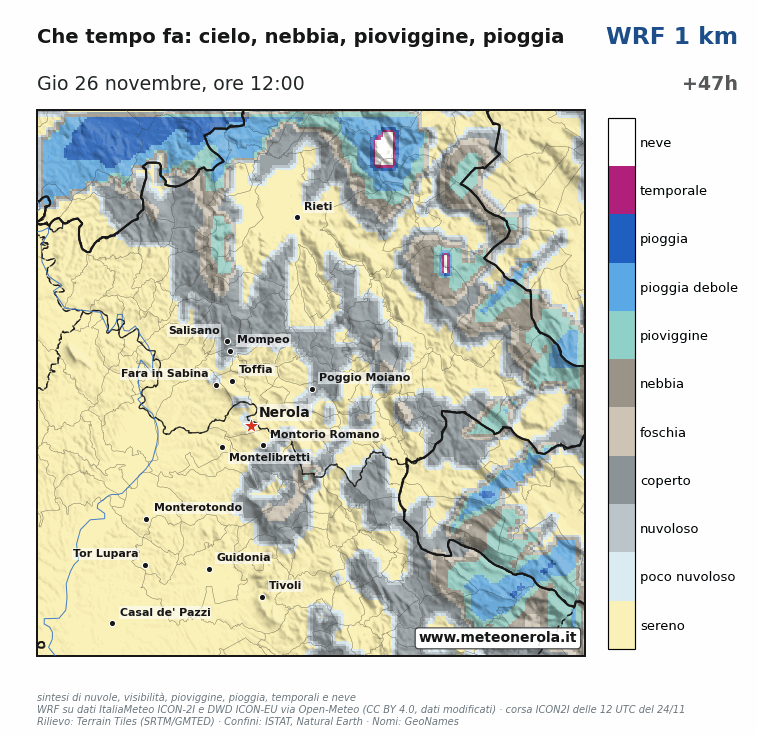 Che tempo fa: cielo, nebbia, pioviggine, pioggia
WRF 1 km
Gio 26 novembre, ore 12:00
+47h
neve
temporale
pioggia
pioggia debole
pioviggine
nebbia
foschia
coperto
nuvoloso
poco nuvoloso
sereno
Rieti
Salisano
Mompeo
Toffia
Fara in Sabina
Poggio Moiano
Nerola
Montorio Romano
Montelibretti
Monterotondo
Tor Lupara
Guidonia
Tivoli
Casal de' Pazzi
www.meteonerola.it
sintesi di nuvole, visibilità, pioviggine, pioggia, temporali e neve
WRF su dati ItaliaMeteo ICON-2I e DWD ICON-EU via Open-Meteo (CC BY 4.0, dati modificati) · corsa ICON2I delle 12 UTC del 24/11
Rilievo: Terrain Tiles (SRTM/GMTED) · Confini: ISTAT, Natural Earth · Nomi: GeoNames